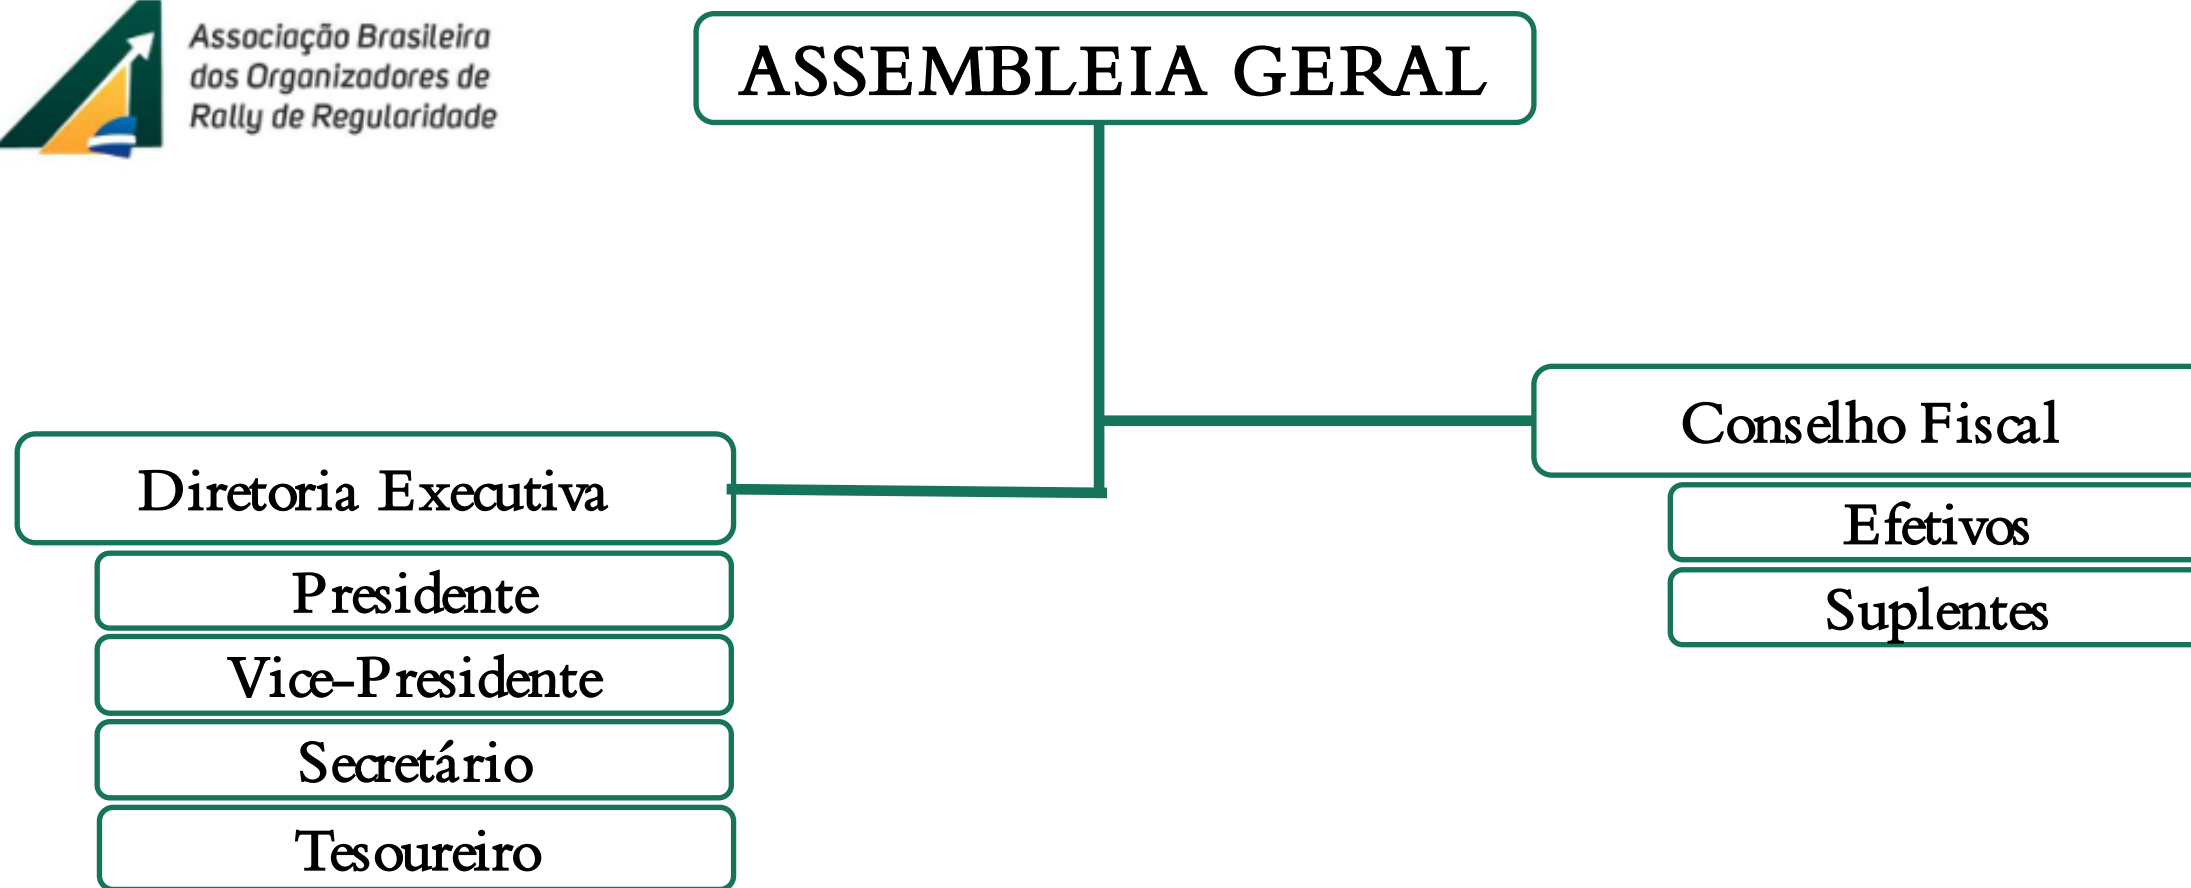 Associação Brasileira
dos Organizadores de
Rally de Regularidade
ASSEMBLEIA GERAL
Conselho Fiscal
Efetivos
Suplentes
Diretoria Executiva
Presidente
Vice-Presidente
Secretário
Tesoureiro